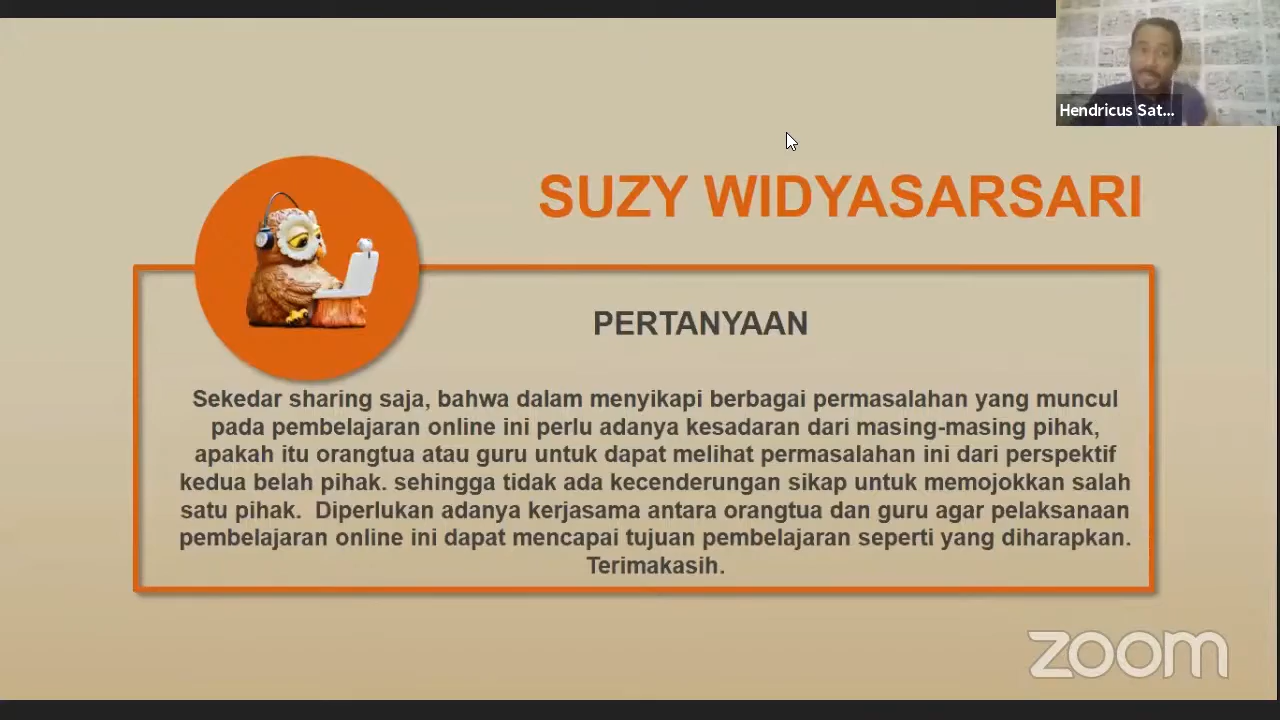 Hendricus Sat...
SUZY WIDYASARSARI
PERTANYAAN
Sekedar sharing saja, bahwa dalam menyikapi berbagai permasalahan yang muncul
pada pembelajaran online ini perlu adanya kesadaran dari masing-masing pihak,
apakah itu orangtua atau guru untuk dapat melihat permasalahan ini dari perspektif
kedua belah pihak. sehingga tidak ada kecenderungan sikap untuk memojokkan salah
satu pihak.  Diperlukan adanya kerjasama antara orangtua dan guru agar pelaksanaan
pembelajaran online ini dapat mencapai tujuan pembelajaran seperti yang diharapkan.
Terimakasih.
zoom